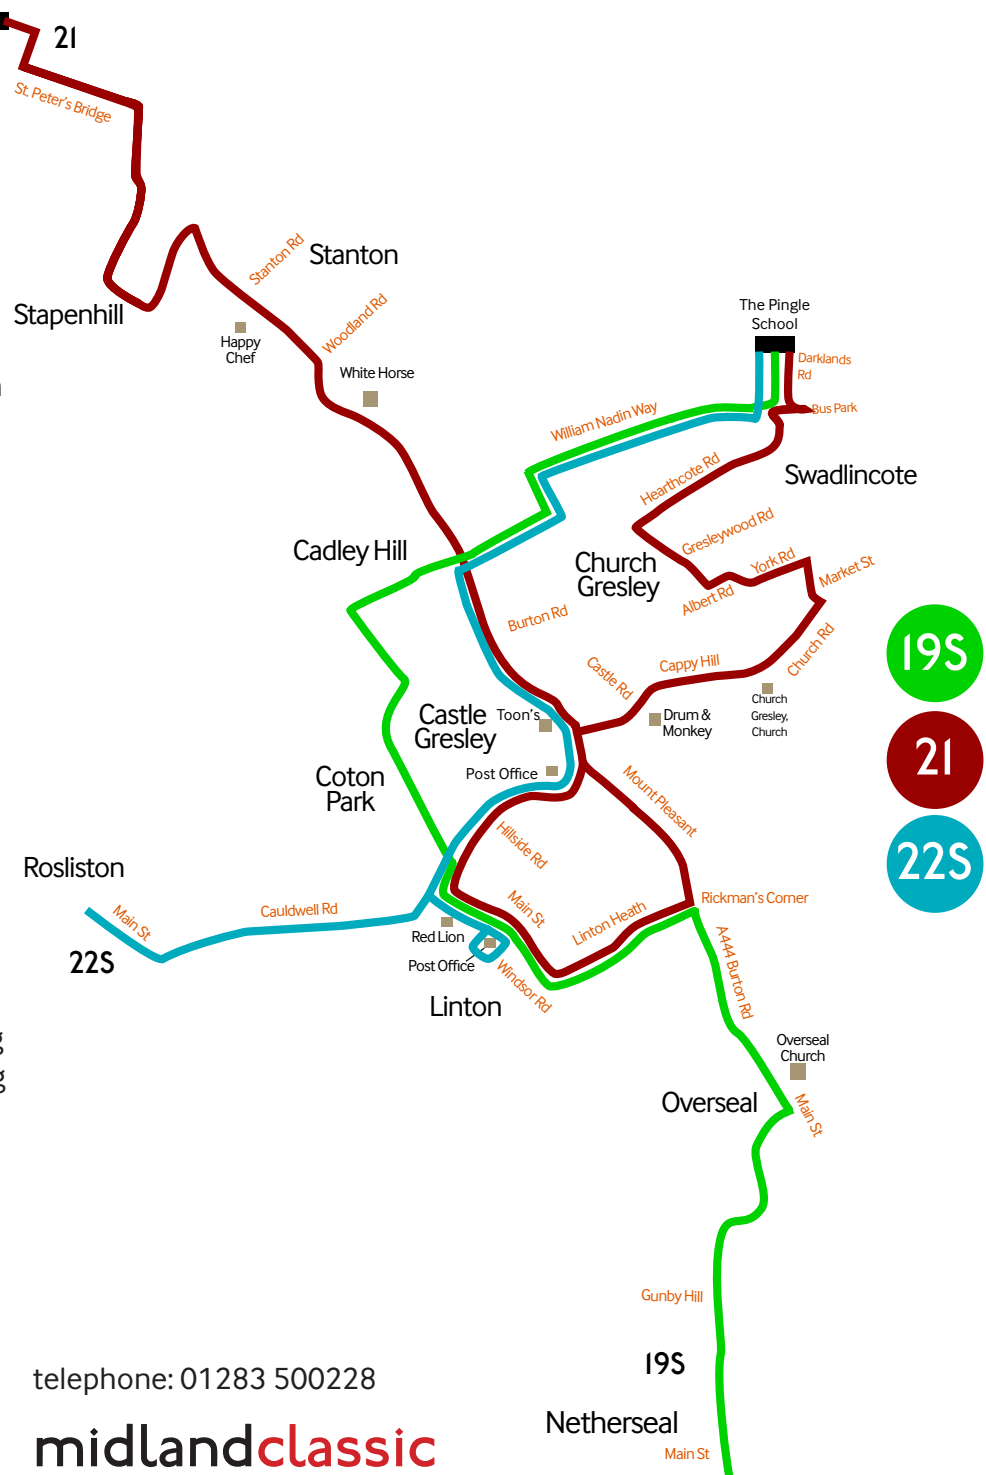 21
St. Peter's Bridge
Stanton Rd
Stanton
Stapenhill
Woodland Rd
Happy
Chef
White Horse
The Pingle
School
Darklands
Rd
Bus Park
William Nadin Way
Hearthcote Rd
Swadlincote
Gresleywood Rd
Cadley Hill
Church
Gresley
York Rd
Market St
Albert Rd
Burton Rd
Church Rd
19S
Castle Rd
Cappy Hill
Church
Gresley,
Church
Castle
Gresley
Toon's
Drum &
Monkey
21
Post Office
Coton
Park
Mount Pleasant
Hillside Rd
22S
Rosliston
Main St
Cauldwell Rd
Main St
Rickman's Corner
Linton Heath
Red Lion
Post Office
22S
Windsor Rd
A444 Burton Rd
Linton
Overseal
Church
Overseal
Main St
Gunby Hill
19S
Netherseal
Main St
telephone: 01283 500228
midlandclassic